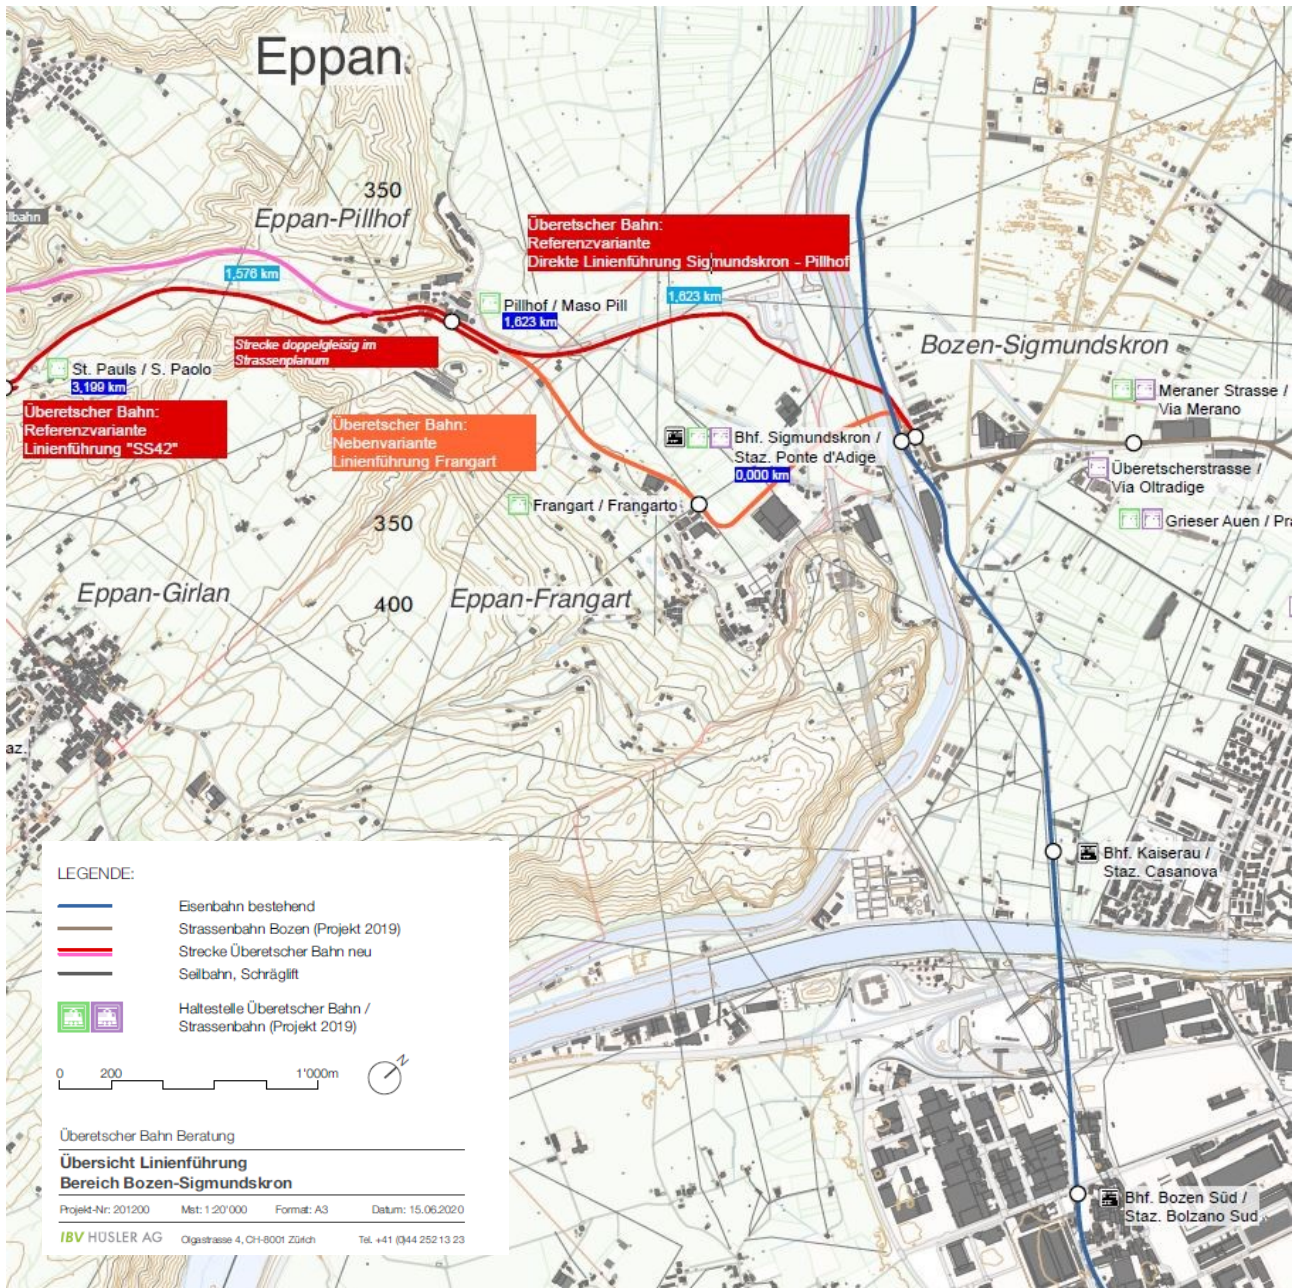 Eppan
350
Eppan-Pillhof
ilbahn
Überetscher Bahn:
Referenzvariante
Direkte Linienführung Sigmundskron - Pillhof
1,576 km
1,623 km
Pillhof / Maso Pill
1,623 km
Strecke doppelgleisig im
Strassenplanum
Bozen-Sigmundskron
St. Pauls / S. Paolo
3,199 km
Überetscher Bahn:
Referenzvariante
Linienführung "SS42"
Überetscher Bahn:
Nebenvariante
Linienführung Frangart
Meraner Strasse /
Via Merano
Bhf. Sigmundskron /
Staz. Ponte d'Adige
0,000 km
Überetscherstrasse /
Via Oltradige
Frangart / Frangarto
Grieser Auen / Pra
350
Eppan-Girlan
400
Eppan-Frangart
az.
Bhf. Kaiserau /
Staz. Casanova
LEGENDE:
Eisenbahn bestehend
Strassenbahn Bozen (Projekt 2019)
Strecke Überetscher Bahn neu
Seilbahn, Schräglift
Haltestelle Überetscher Bahn /
Strassenbahn (Projekt 2019)
0 200 1'000m
N
Überetscher Bahn Beratung
Übersicht Linienführung
Bereich Bozen-Sigmundskron
Projekt-Nr: 201200 Mst: 1:20'000 Format: A3 Datum: 15.06.2020
IBV HÜSLER AG Olgastrasse 4, CH-8001 Zürich Tel. +41 (0)44 252 13 23
Bhf. Bozen Süd /
Staz. Bolzano Sud